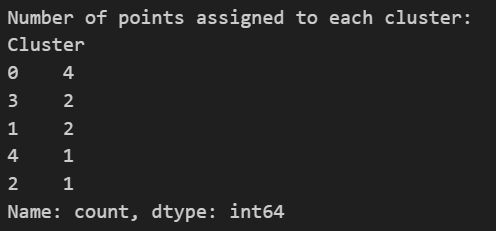 Number of points assigned to each cluster:
Cluster
0    4
3    2
1    2
4    1
2    1
Name: count, dtype: int64